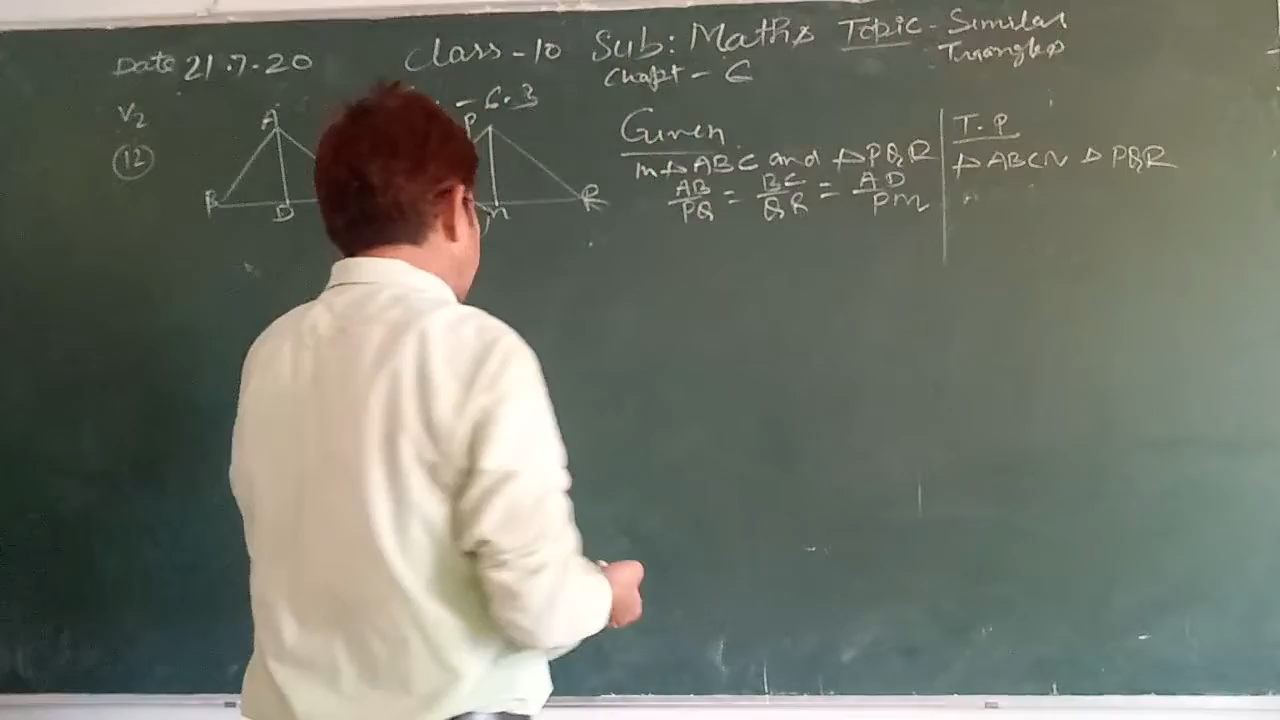 Date 21.7.20
Class-10 Sub: Maths Topic - Similar Triangles
Chapt - 6
- 6.3
V2
12
A
B D
P
M R
Given
In △ABC and △PQR
AB/PQ = BC/QR = AD/PM
T.P
△ABC ~ △PQR